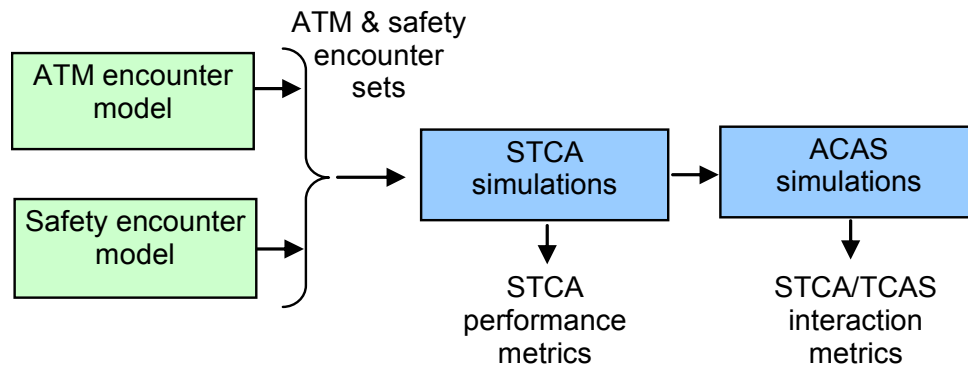 ATM & safety
encounter
sets
ATM encounter
model
Safety encounter
model
STCA
simulations
ACAS
simulations
STCA
performance
metrics
STCA/TCAS
interaction
metrics